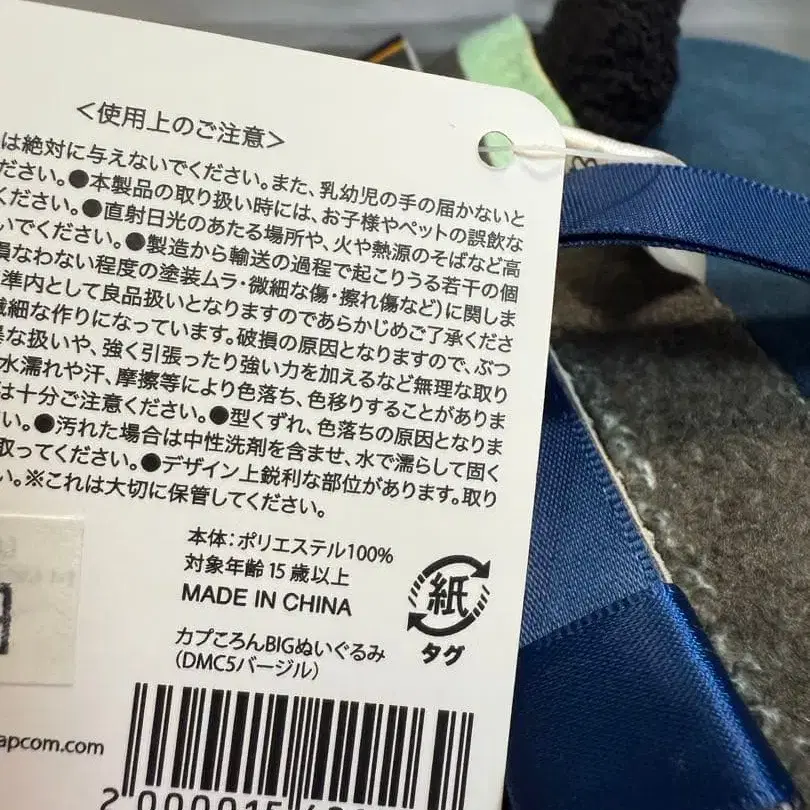 ＜使用上のご注意＞
は絶対に与えないでください。また、乳幼児の手の届かないと
ださい。●本製品の取り扱い時には、お子様やペットの誤飲な
ください。●直射日光のあたる場所や、火や熱源のそばなど高
いでください。●製造から輸送の過程で起こりうる若干の個
損なわない程度の塗装ムラ・微細な傷・擦れ傷など）に関しま
準内として良品扱いとなりますのであらかじめご了承くださ
繊細な作りになっています。破損の原因となりますので、ぶつ
な扱いや、強く引張ったり強い力を加えるなど無理な取り
水濡れや汗、摩擦等により色落ち、色移りすることがありま
は十分ご注意ください。●型くずれ、色落ちの原因となりま
い。●汚れた場合は中性洗剤を含ませ、水で濡らして固く
取ってください。●デザイン上鋭利な部位があります。取り
い。※これは大切に保管してください。
本体：ポリエステル100%
対象年齢 15 歳以上
MADE IN CHINA
紙
タグ
カプころんBIGぬいぐるみ
（DMC5バージル）
apcom.com
2 000015